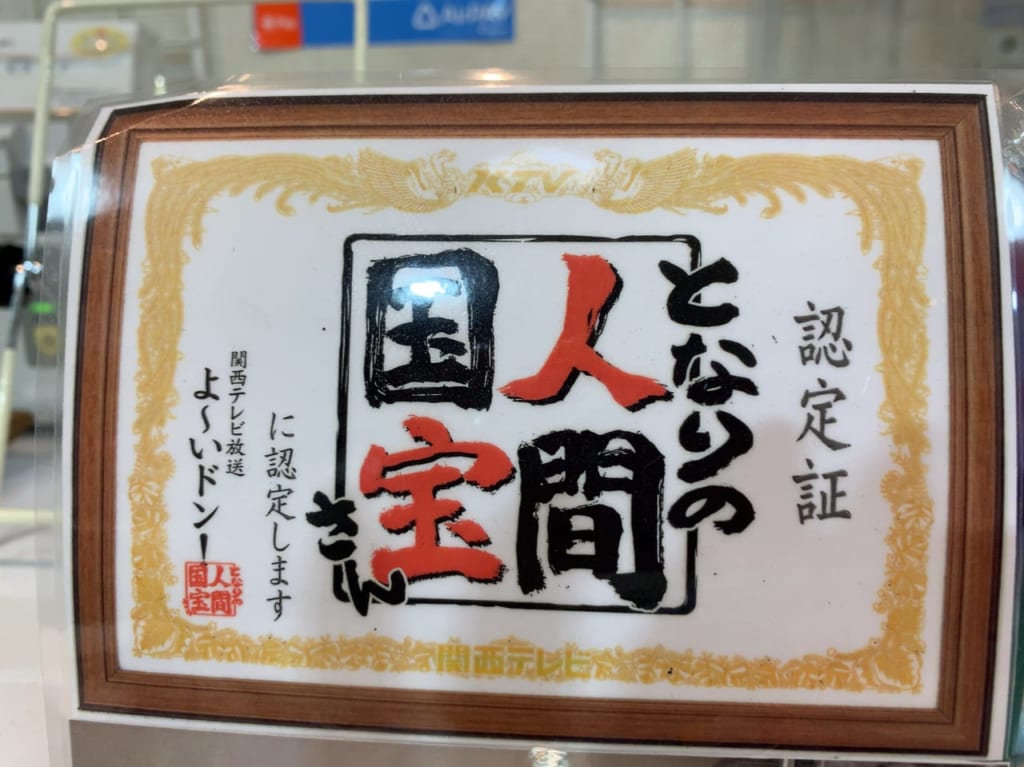 KTV
認定証
となりの
人間
国宝
さん
に認定します
関西テレビ放送
よ～いドン！
となりの
人間
国宝
関西テレビ